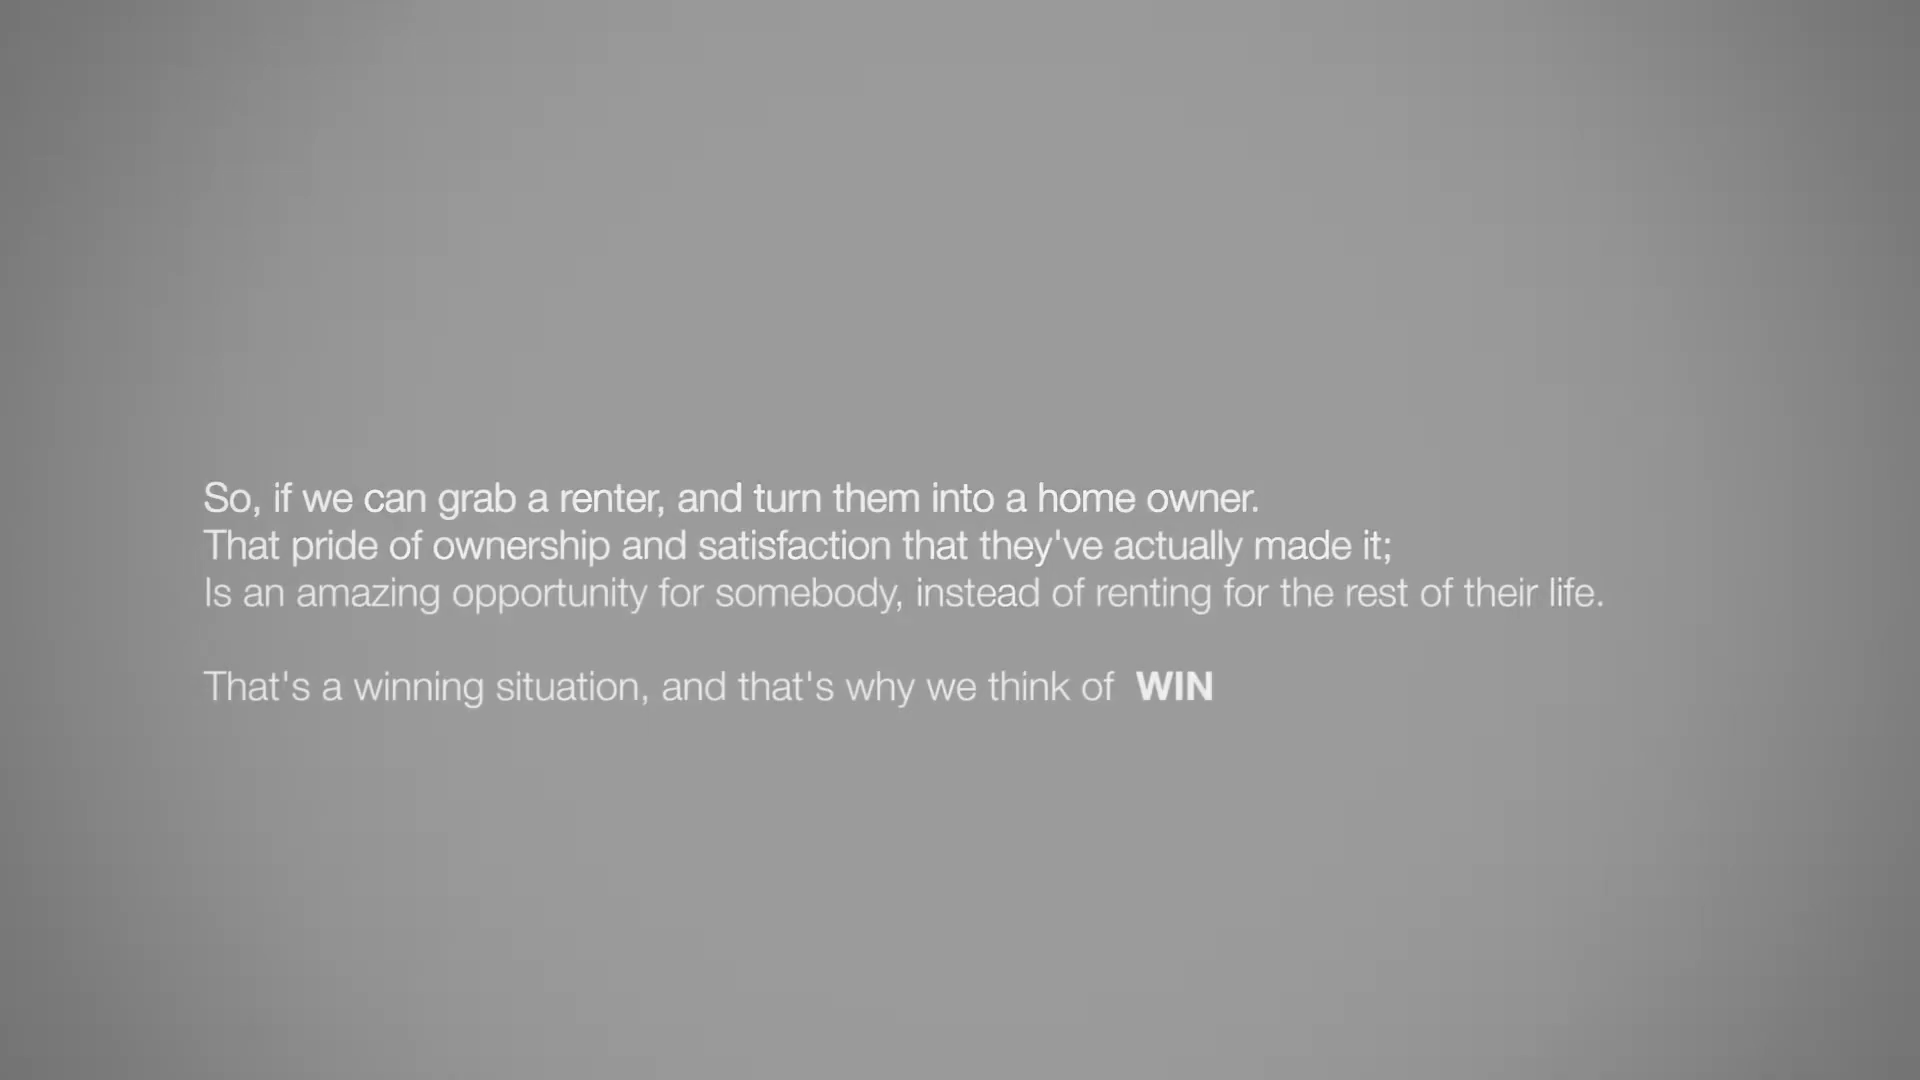 So, if we can grab a renter, and turn them into a home owner.
That pride of ownership and satisfaction that they've actually made it;
Is an amazing opportunity for somebody, instead of renting for the rest of their life.
That's a winning situation, and that's why we think of WIN